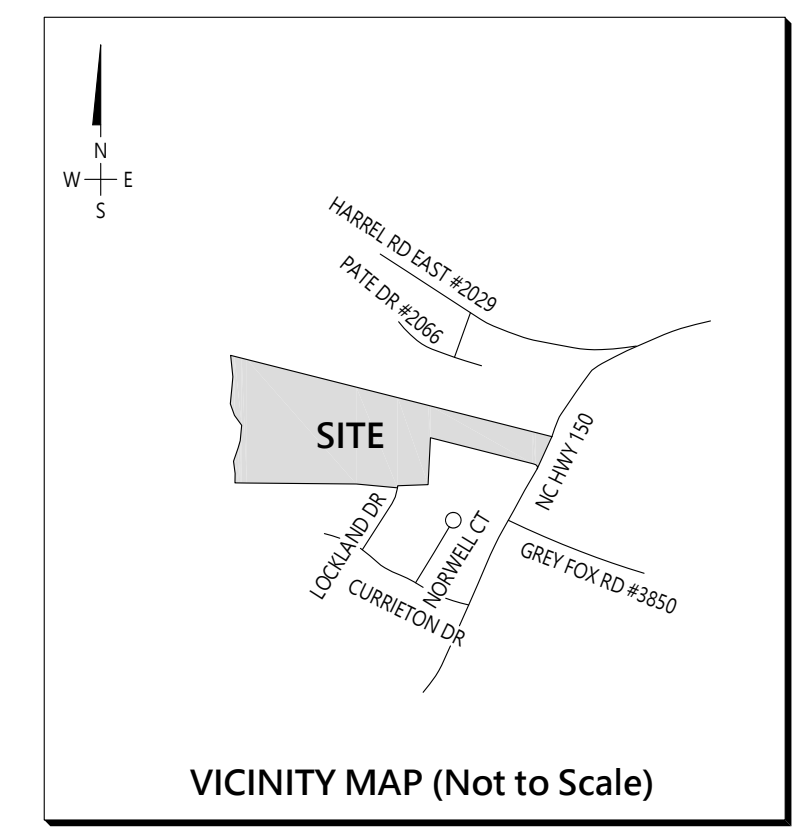 N
W E
S
HARREL RD EAST #2029
PATE DR #2066
SITE
NC HWY 150
LOCKLAND DR
NORWELL CT
GREY FOX RD #3850
CURRIETON DR
VICINITY MAP (Not to Scale)